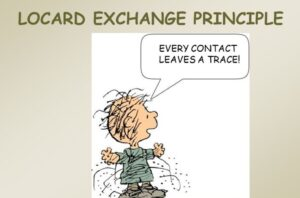 LOCARD EXCHANGE PRINCIPLE
EVERY CONTACT
LEAVES A TRACE!